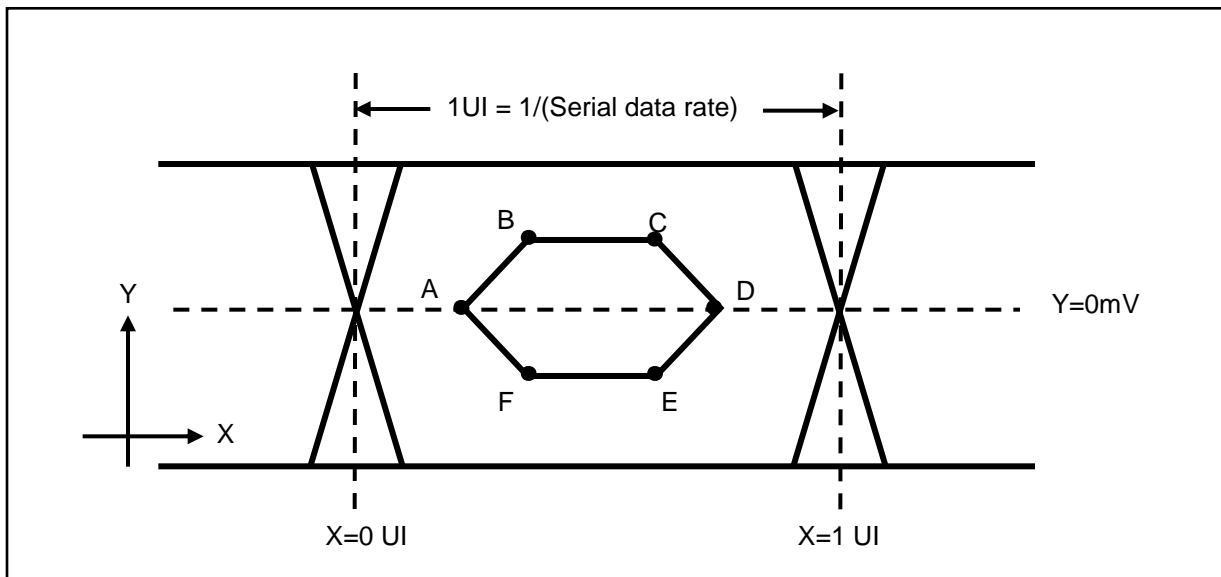 1UI = 1/(Serial data rate)
B
C
A
D
Y
Y=0mV
F
E
X
X=0 UI
X=1 UI